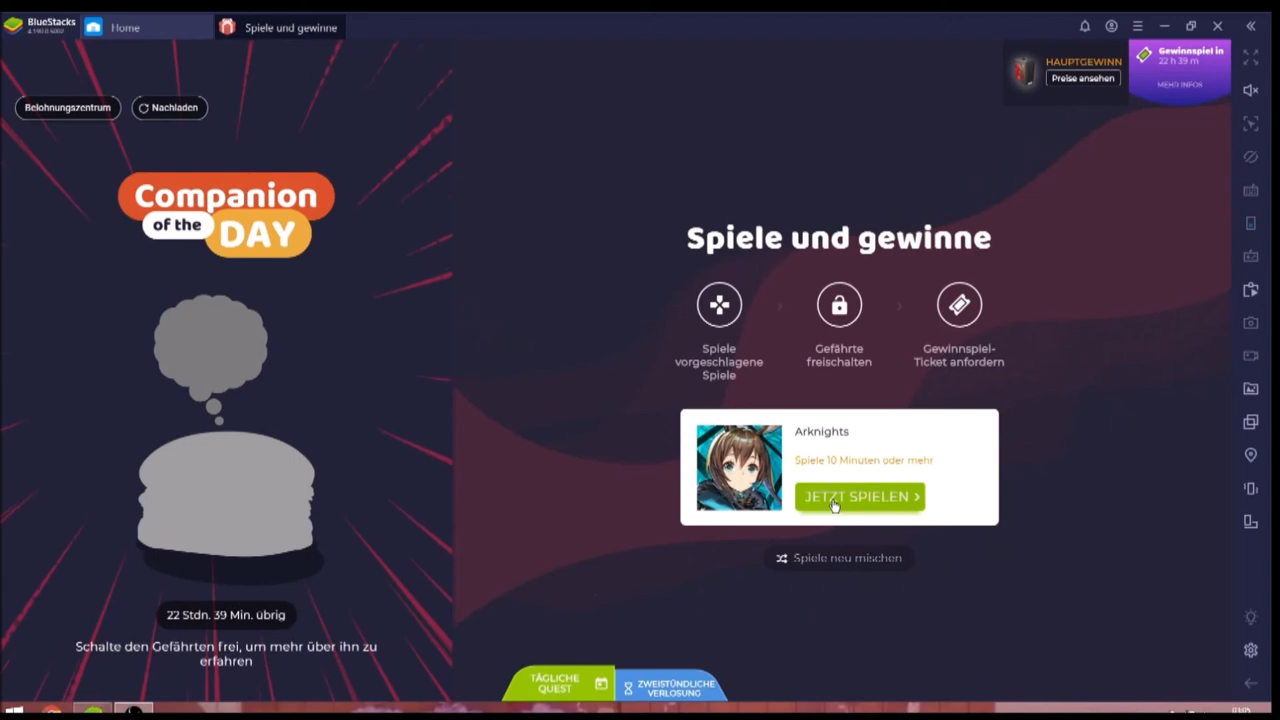 BlueStacks
Home
Spiele und gewinne
HAUPTGEWINN
Preise ansehen
Gewinnspiel in
22 h 39 m
MEHR INFOS
Belohnungszentrum
Nachladen
Companion
of the
DAY
Spiele und gewinne
Spiele
vorgeschlagene
Spiele
Gefährte
freischalten
Gewinnspiel-
Ticket anfordern
Arknights
Spiele 10 Minuten oder mehr
JETZT SPIELEN
Spiele neu mischen
22 Stdn. 39 Min. übrig
Schalte den Gefährten frei, um mehr über ihn zu
erfahren
TÄGLICHE
QUEST
ZWEISTÜNDLICHE
VERLOSUNG